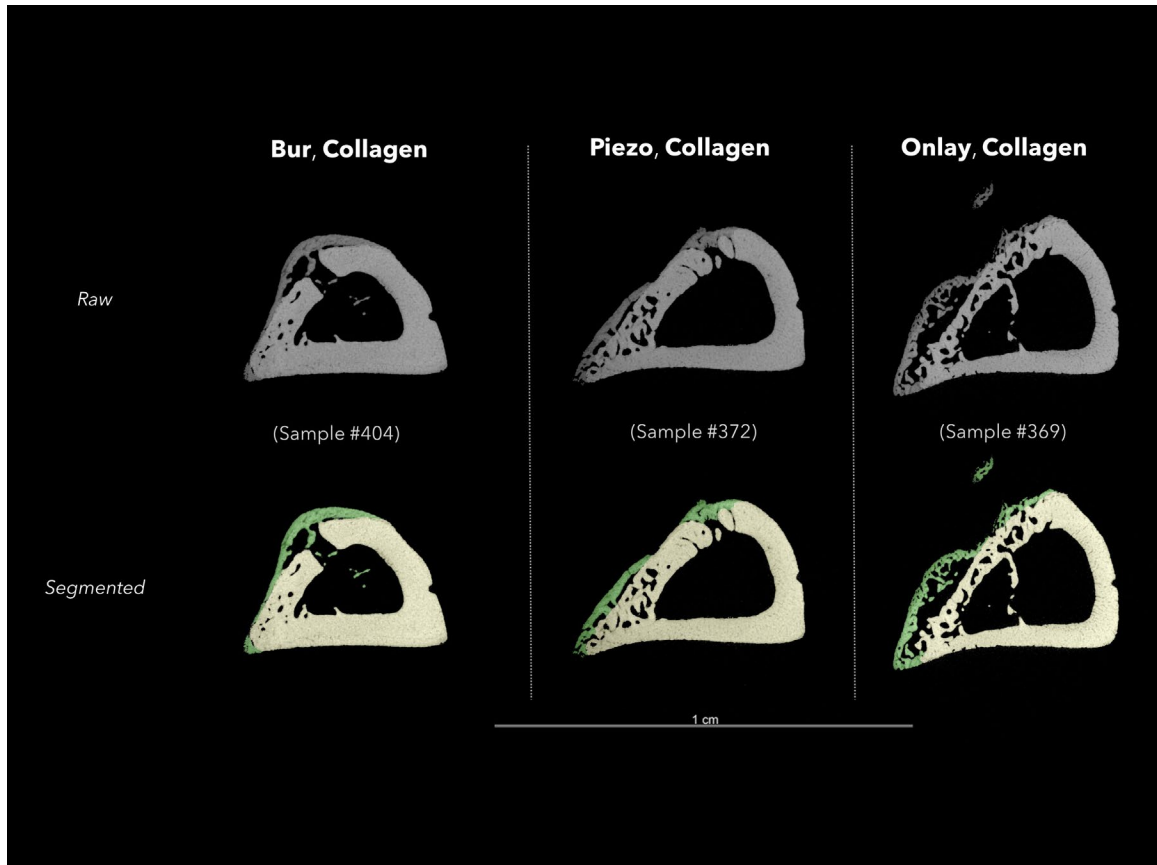 Bur, Collagen
Piezo, Collagen
Onlay, Collagen
Raw
(Sample #404)
(Sample #372)
(Sample #369)
Segmented
1 cm